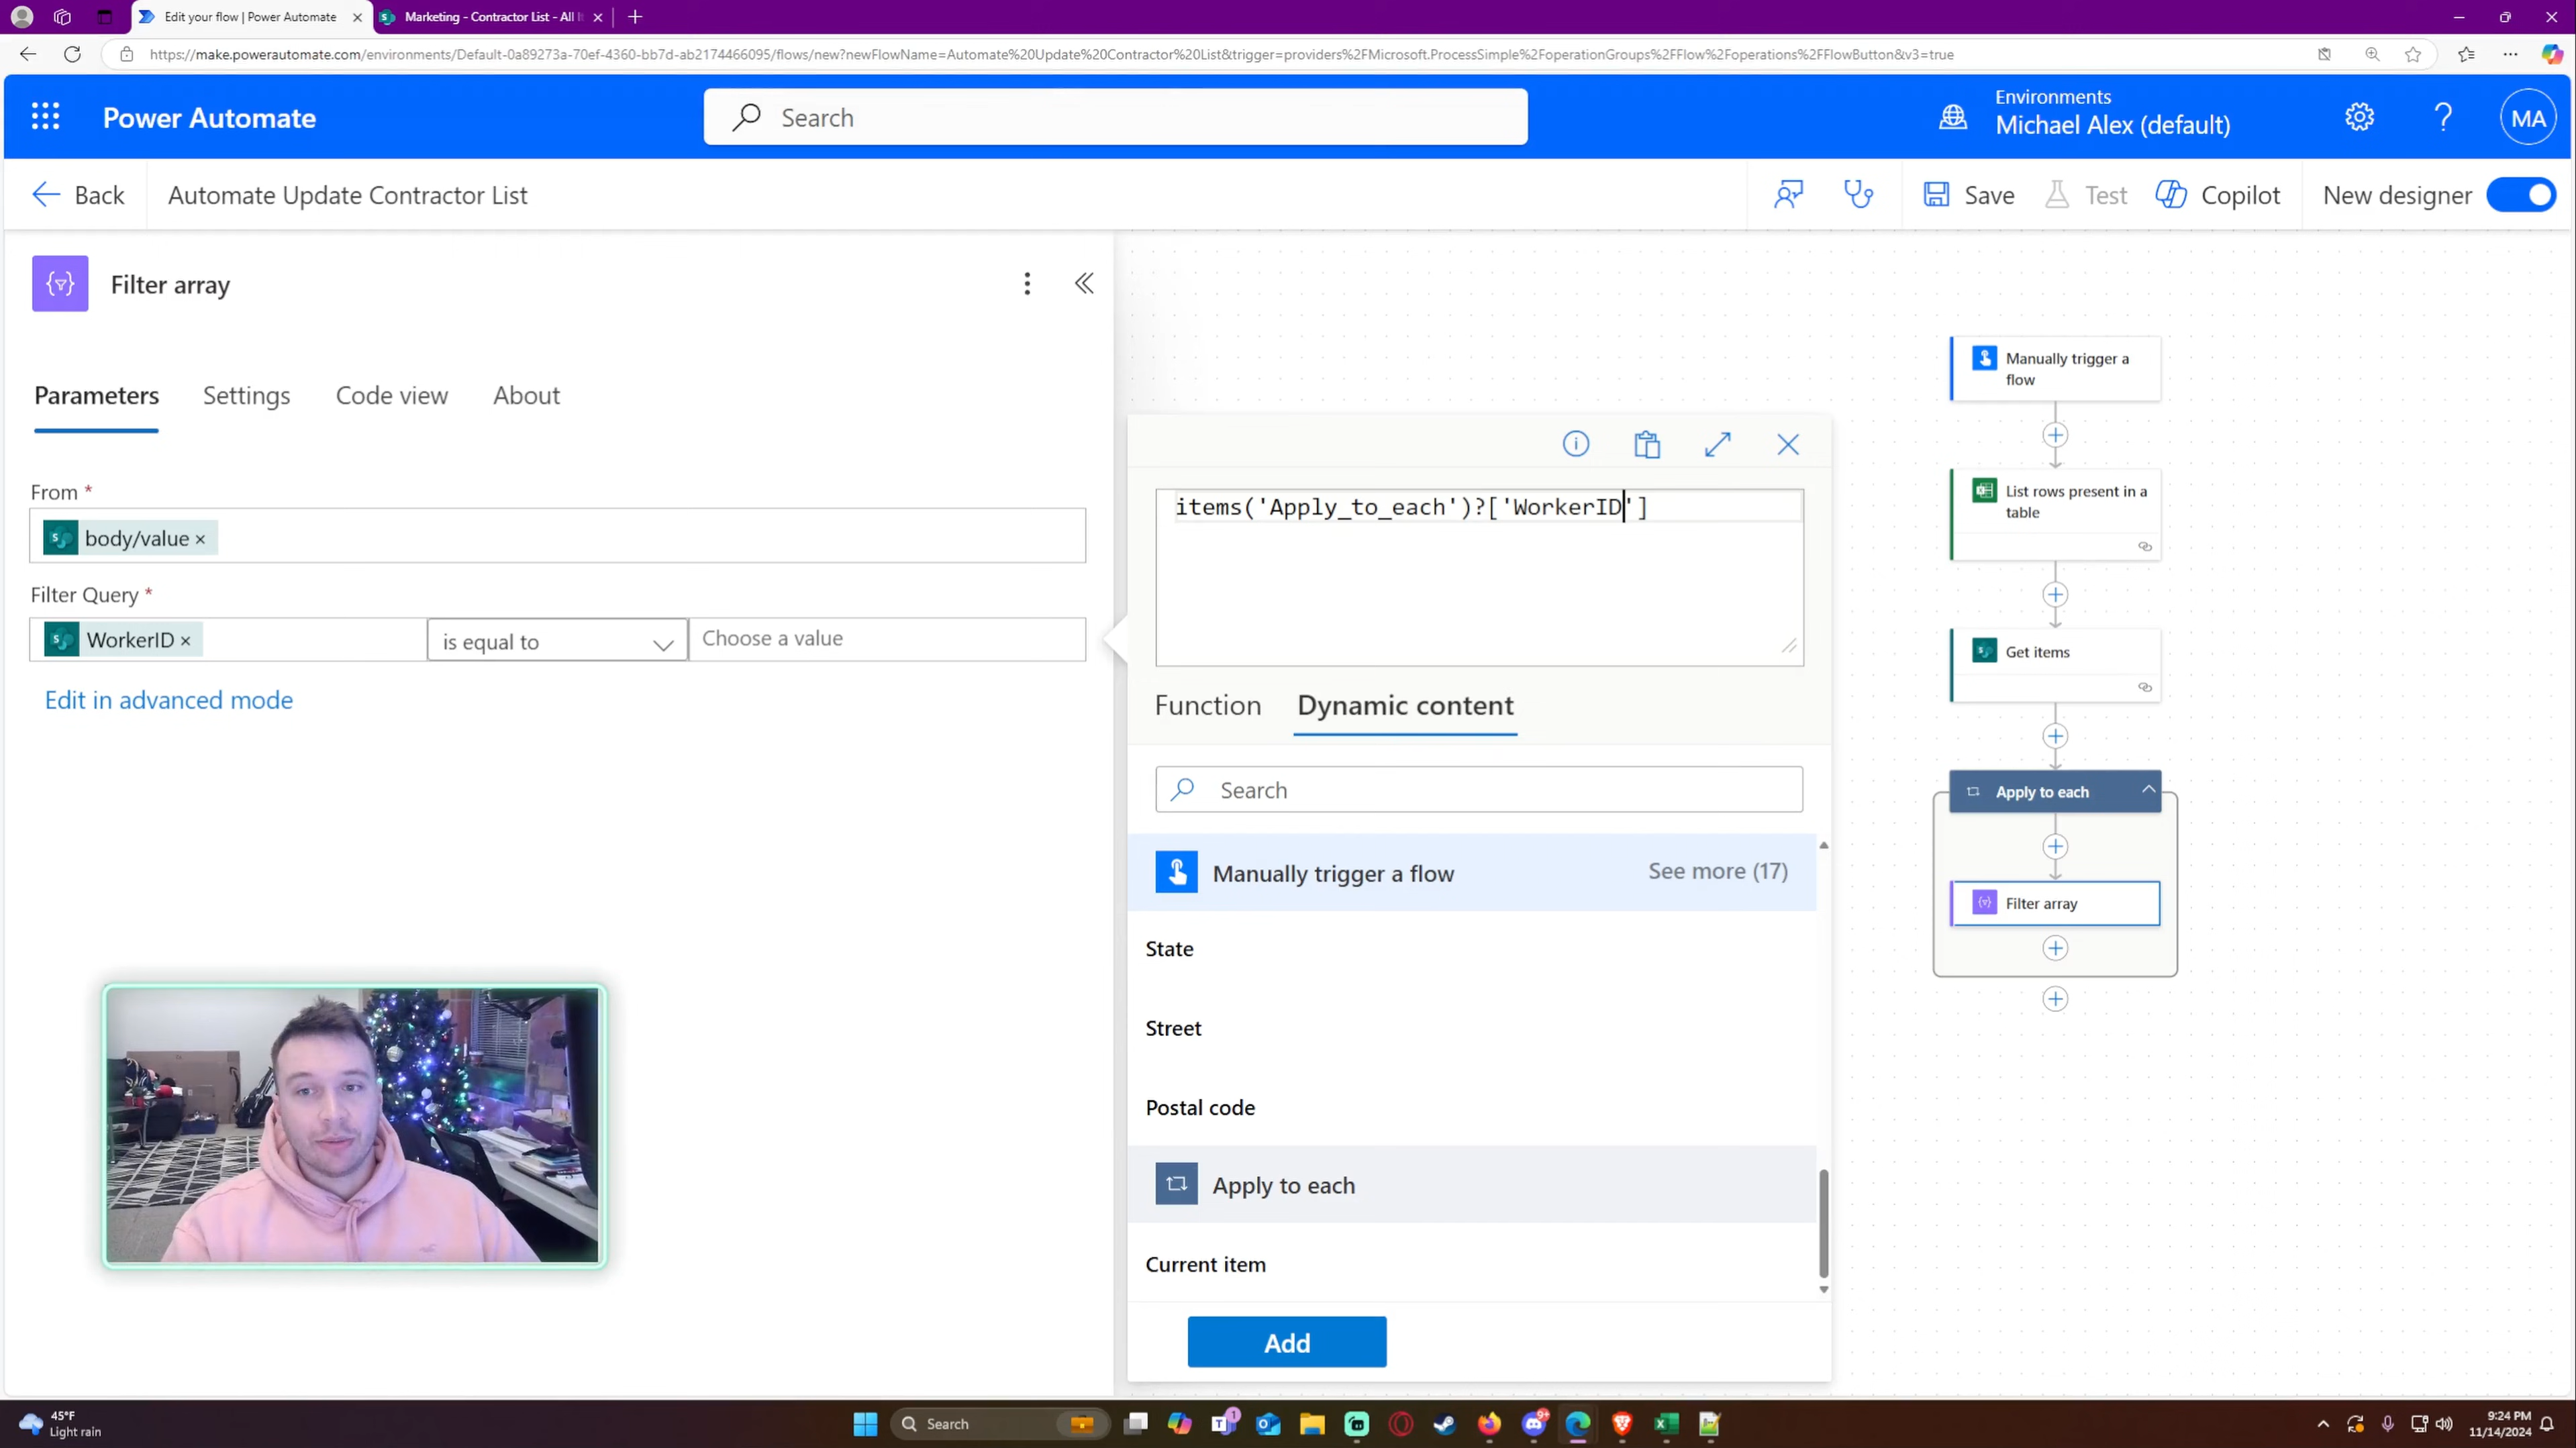 Edit your flow | Power Automate
Marketing - Contractor List - All It
https://make.powerautomate.com/environments/Default-0a89273a-70ef-4360-bb7d-ab2174466095/flows/new?newFlowName=Automate%20Update%20Contractor%20List&trigger=providers%2FMicrosoft.ProcessSimple%2FoperationGroups%2FFlow%2Foperations%2FFlowButton&v3=true
Power Automate
Search
Environments
Michael Alex (default)
MA
Back
Automate Update Contractor List
Save
Test
Copilot
New designer
Filter array
Parameters
Settings
Code view
About
From *
body/value ×
Filter Query *
WorkerID ×
is equal to
Choose a value
Edit in advanced mode
items('Apply_to_each')?['WorkerID']
Function
Dynamic content
Search
Manually trigger a flow
See more (17)
State
Street
Postal code
Apply to each
Current item
Add
Manually trigger a
flow
List rows present in a
table
Get items
Apply to each
Filter array
45°F
Light rain
Search
1
9+
9:24 PM
11/14/2024